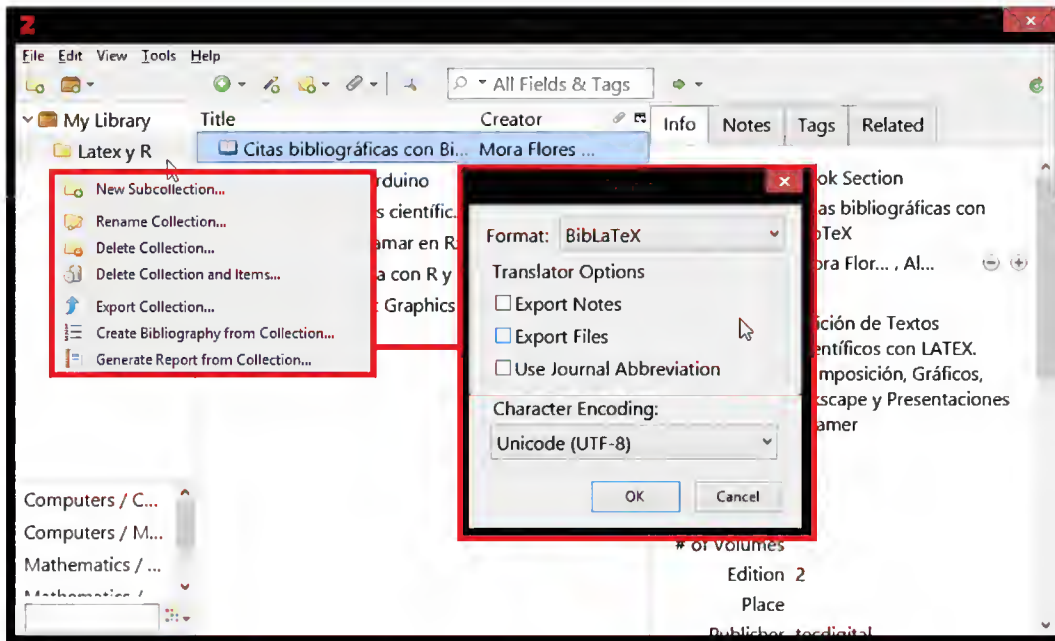 Z
File Edit View Tools Help
All Fields & Tags
My Library
Latex y R
New Subcollection...
Rename Collection...
Delete Collection...
Delete Collection and Items...
Export Collection...
Create Bibliography from Collection...
Generate Report from Collection...
Computers / C...
Computers / M...
Mathematics / ...
Mathematics /
Title Creator
Citas bibliográficas con Bi... Mora Flores ...
rduino
s científic...
amar en R:
a con R y
t Graphics
Format: BibLaTeX
Translator Options
Export Notes
Export Files
Use Journal Abbreviation
Character Encoding:
Unicode (UTF-8)
OK Cancel
Info Notes Tags Related
ok Section
as bibliográficas con
bTeX
ora Flor... , Al...
ición de Textos
entíficos con LATEX.
mposición, Gráficos,
kscape y Presentaciones
amer
# of Volumes
Edition 2
Place
Publisher tecdigital